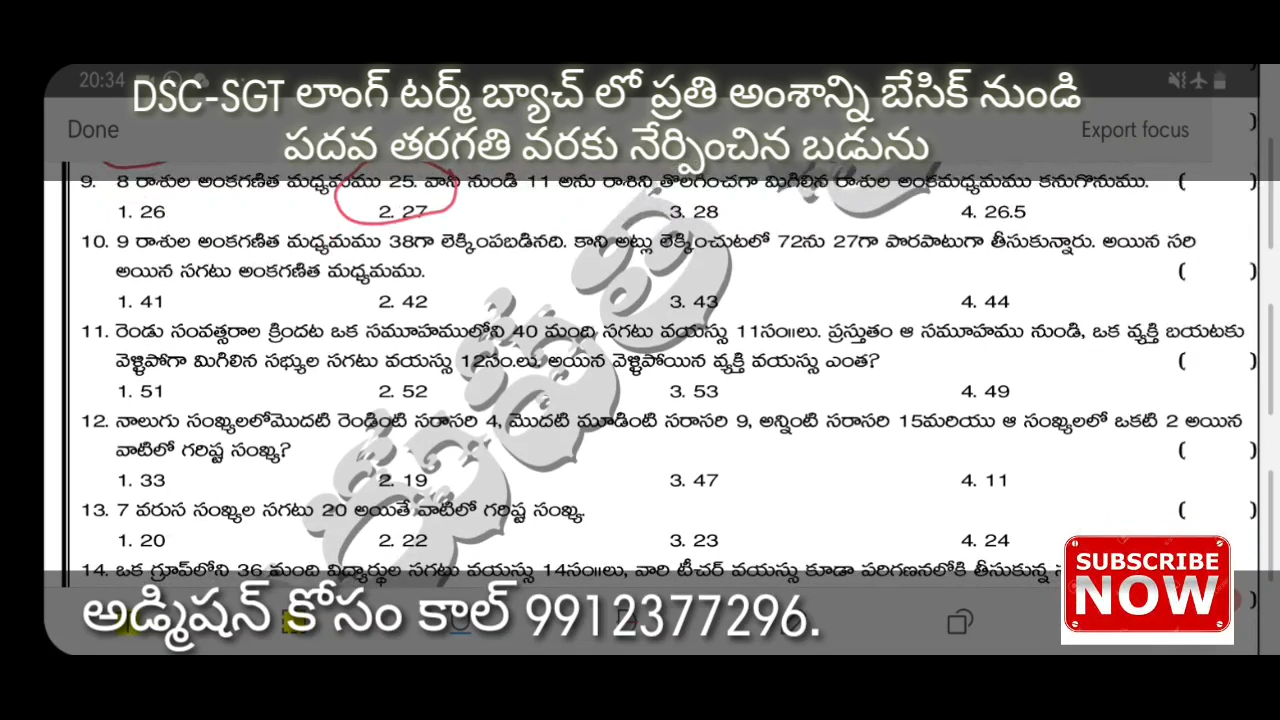 20:34
DSC-SGT లాంగ్ టర్మ్ బ్యాచ్ లో ప్రతి అంశాన్ని బేసిక్ నుండి
Done
పదవ తరగతి వరకు నేర్పించిన బడును
Export focus
9. 8 రాశుల అంకగణిత మధ్యమము 25. వాని నుండి 11 అను రాశిని తొలగించగా మిగిలిన రాశుల అంకమధ్యమము కనుగొనుము. ( )
1. 26 2. 27 3. 28 4. 26.5
10. 9 రాశుల అంకగణిత మధ్యమము 38గా లెక్కింపబడినది. కాని అట్లు లెక్కించుటలో 72ను 27గా పొరపాటుగా తీసుకున్నారు. అయిన సరి
అయిన సగటు అంకగణిత మధ్యమము. ( )
1. 41 2. 42 3. 43 4. 44
11. రెండు సంవత్సరాల క్రిందట ఒక సమూహములోని 40 మంది సగటు వయస్సు 11సం॥లు. ప్రస్తుతం ఆ సమూహము నుండి, ఒక వ్యక్తి బయటకు
వెళ్లిపోగా మిగిలిన సభ్యుల సగటు వయస్సు 12సం.లు. అయిన వెళ్ళిపోయిన వ్యక్తి వయస్సు ఎంత? ( )
1. 51 2. 52 3. 53 4. 49
12. నాలుగు సంఖ్యలలోమొదటి రెండింటి సరాసరి 4, మొదటి మూడింటి సరాసరి 9, అన్నింటి సరాసరి 15మరియు ఆ సంఖ్యలలో ఒకటి 2 అయిన
వాటిలో గరిష్ట సంఖ్య? ( )
1. 33 2. 19 3. 47 4. 11
13. 7 వరుస సంఖ్యల సగటు 20 అయితే వాటిలో గరిష్ట సంఖ్య. ( )
1. 20 2. 22 3. 23 4. 24
14. ఒక గ్రూప్‌లోని 36 మంది విద్యార్థుల సగటు వయస్సు 14సం॥లు, వారి టీచర్ వయస్సు కూడా పరిగణనలోకి తీసుకున్న
SUBSCRIBE
NOW
అడ్మిషన్ కోసం కాల్ 9912377296.